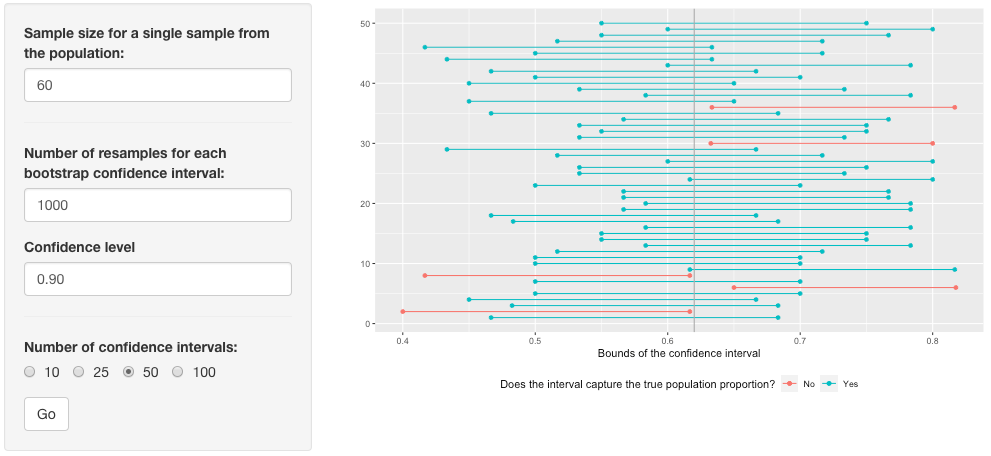 Sample size for a single sample from
the population:
60
Number of resamples for each
bootstrap confidence interval:
1000
Confidence level
0.90
Number of confidence intervals:
10 25 50 100
Go
50
40
30
20
10
0
0.4 0.5 0.6 0.7 0.8
Bounds of the confidence interval
Does the interval capture the true population proportion? No Yes